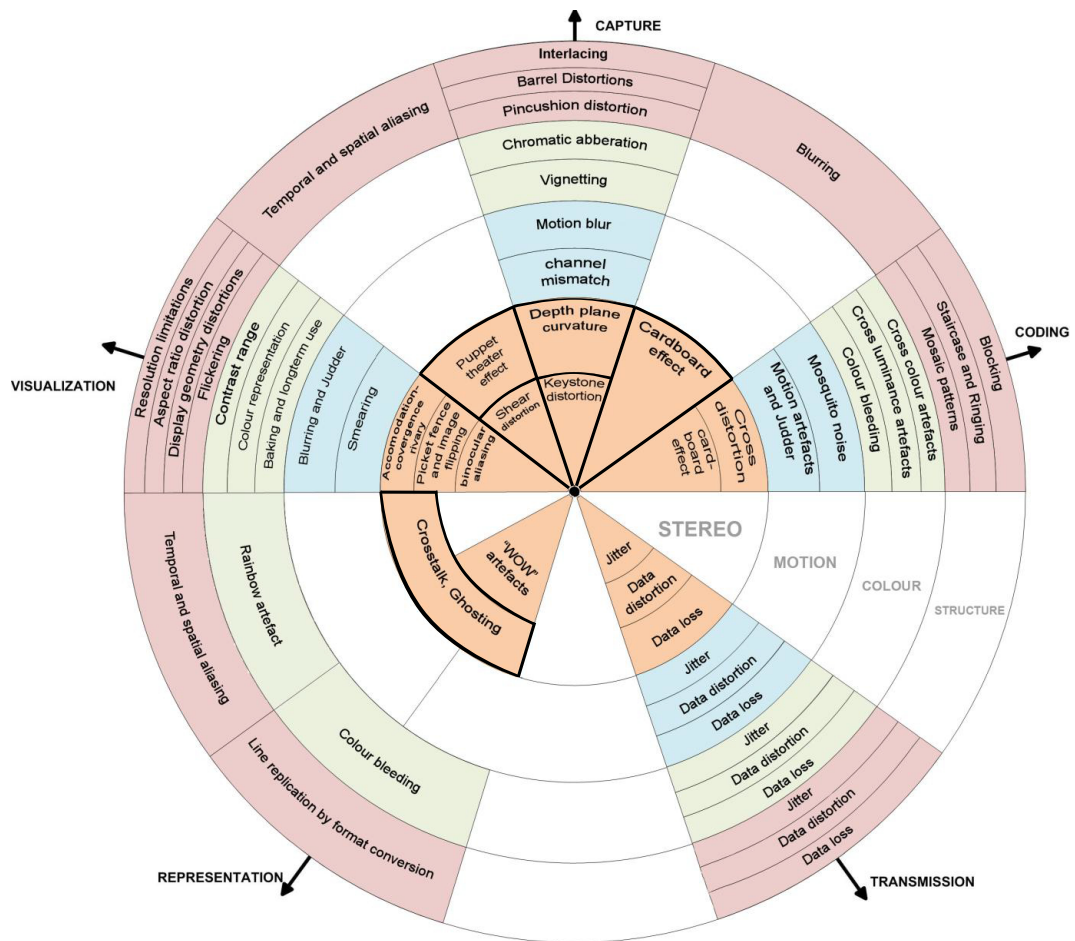 CAPTURE
Interlacing
Barrel Distortions
Pincushion distortion
Chromatic abberation
Vignetting
Motion blur
channel
mismatch
Depth plane
curvature
Keystone
distortion
Temporal and spatial aliasing
Blurring
Puppet
theater
effect
Shear
distortion
Cardboard
effect
VISUALIZATION
Resolution limitations
Aspect ratic distortion
Display geometry distortions
Flickering
Contrast range
Colour representation
Baking and longterm use
Blurring and Judder
Smearing
Accomodation-
covergence
rivary
Picket fence
and image
flipping
binocular
aliasing
CODING
Blocking
Staircase and Ringing
Mosaic patterns
Cross colour artefacts
Cross luminance artefacts
Colour bleeding
Mosquito noise
Motion artefacts
and Judder
Cross
distortion
card-
board
effect
STEREO
MOTION
COLOUR
STRUCTURE
Temporal and spatial aliasing
Rainbow artefact
Crosstalk, Ghosting
"WOW"
artefacts
Colour bleeding
Line replication by format conversion
REPRESENTATION
Jitter
Data
distortion
Data loss
Jitter
Data distortion
Data loss
Jitter
Data distortion
Data loss
Jitter
Data distortion
Data loss
TRANSMISSION